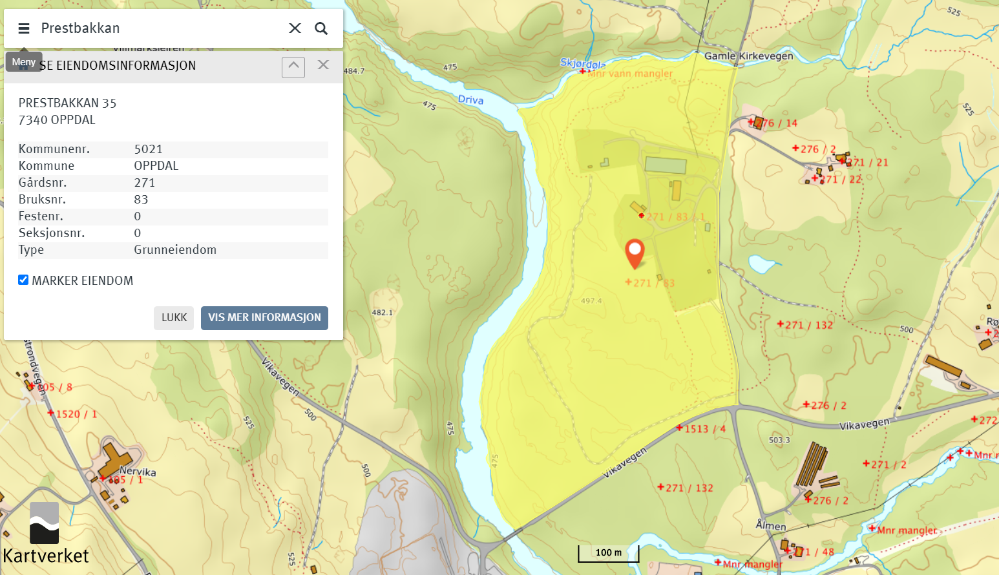 Prestbakkan
Villmarksleiren
Meny
SE EIENDOMSINFORMASJON
PRESTBAKKAN 35
7340 OPPDAL
Kommunenr. 5021
Kommune OPPDAL
Gårdsnr. 271
Bruksnr. 83
Festenr. 0
Seksjonsnr. 0
Type Grunneiendom
MARKER EIENDOM
LUKK
VIS MER INFORMASJON
525
Gamle Kirkevegen
Skjørdøla
475
484.7
Mnr vann mangler
Driva
475
525
276 / 14
276 / 2
271 / 21
271 / 22
271 / 83 / 1
271 / 83
497.4
482.1
271 / 132
500
Vikavegen
105 / 8
1520 / 1
500
525
475
276 / 2
Vikavegen
272
1513 / 4
503.3
475
Vikavegen
271 / 2
Nervika
105 / 1
500
271 / 132
276 / 2
Ålmen
Mnr mangler
271 / 48
525
100 m
Mnr mangler
Kartverket